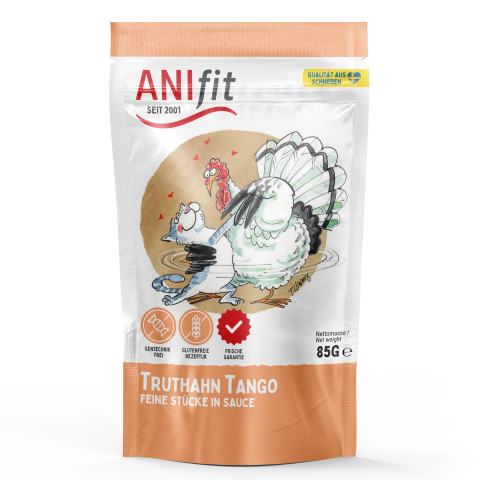 ANIfit
SEIT 2001
QUALITÄT AUS
SCHWEDEN
GENTECHNIK
FREI
GLUTENFREIE
REZEPTUR
FRISCHE
GARANTIE
Nettomasse /
Net weight
85G e
TRUTHAHN TANGO
FEINE STÜCKE IN SAUCE